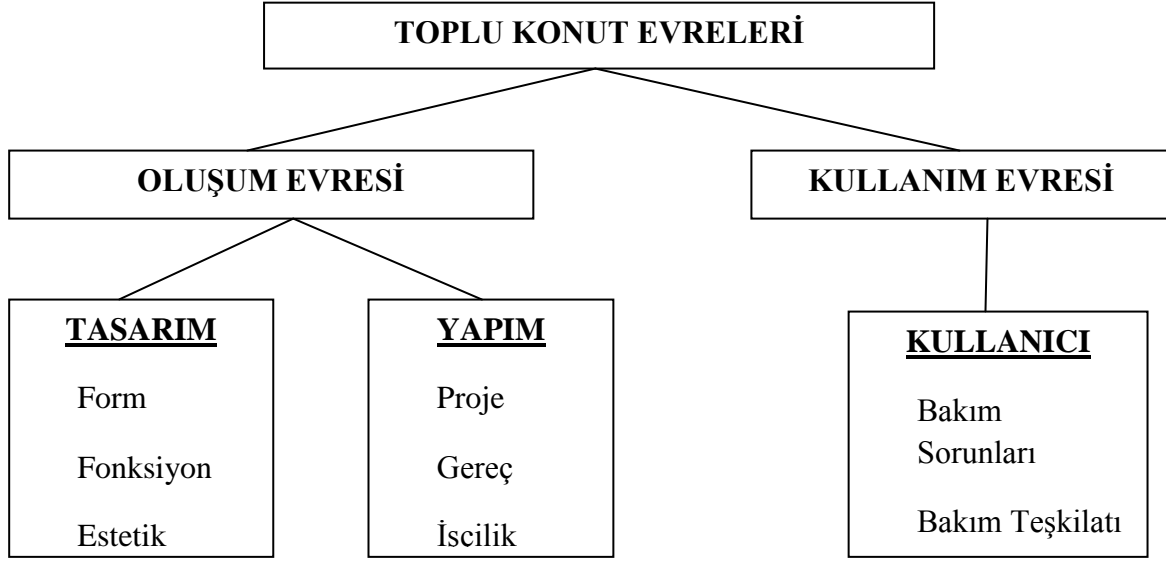 TOPLU KONUT EVRELERİ
OLUŞUM EVRESİ
KULLANIM EVRESİ
TASARIM
Form
Fonksiyon
Estetik
YAPIM
Proje
Gereç
İscilik
KULLANICI
Bakım
Sorunları
Bakım Teşkilatı